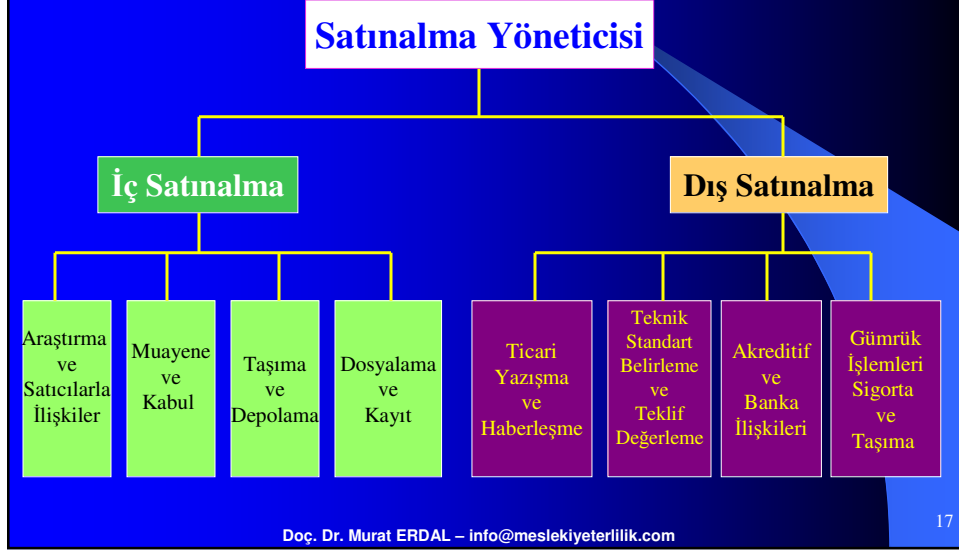 Satınalma Yöneticisi
İç Satınalma
Dış Satınalma
Araştırma
ve
Satıcılarla
İlişkiler
Muayene
ve
Kabul
Taşıma
ve
Depolama
Dosyalama
ve
Kayıt
Ticari
Yazışma
ve
Haberleşme
Teknik
Standart
Belirleme
ve
Teklif
Değerleme
Akreditif
ve
Banka
İlişkileri
Gümrük
İşlemleri
Sigorta
ve
Taşıma
17
Doç. Dr. Murat ERDAL – info@meslekiyeterlilik.com